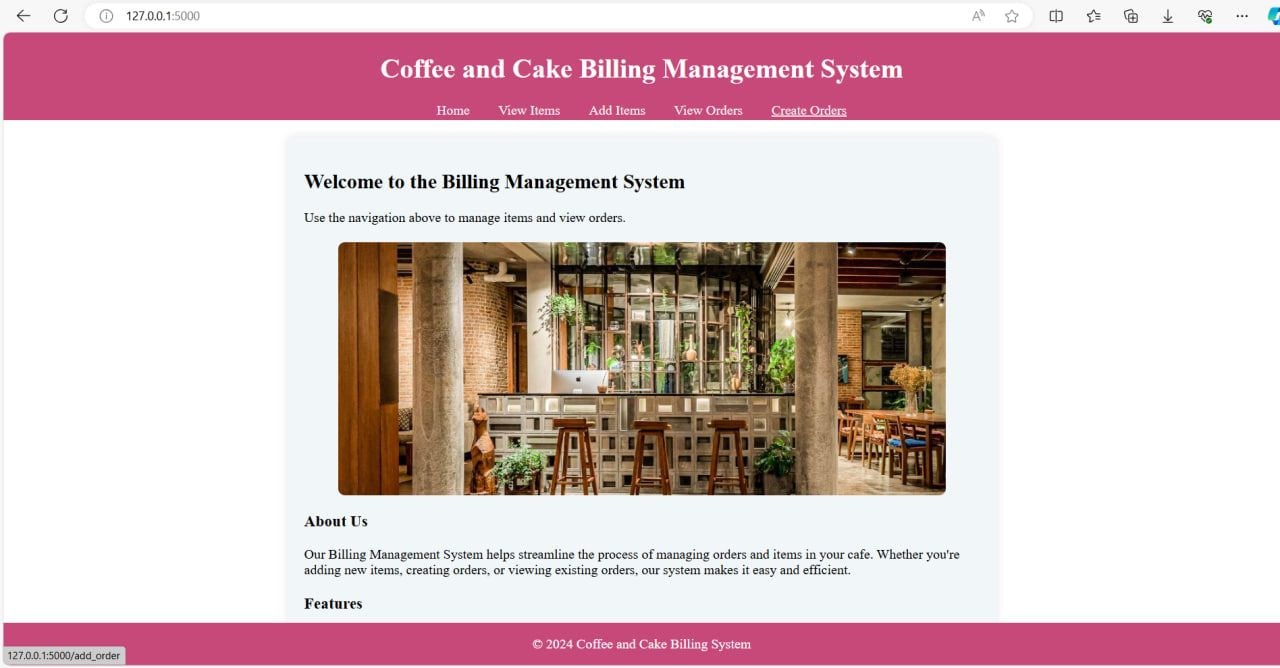 127.0.0.1:5000
Coffee and Cake Billing Management System
Home View Items Add Items View Orders Create Orders
Welcome to the Billing Management System
Use the navigation above to manage items and view orders.
About Us
Our Billing Management System helps streamline the process of managing orders and items in your cafe. Whether you're
adding new items, creating orders, or viewing existing orders, our system makes it easy and efficient.
Features
© 2024 Coffee and Cake Billing System
127.0.0.1:5000/add_order